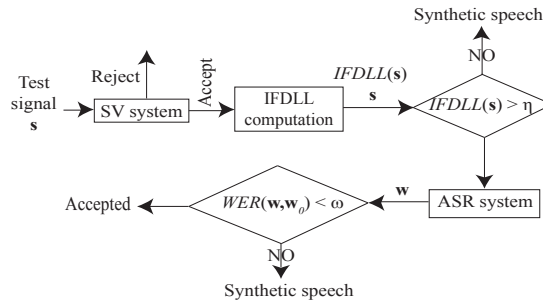 Synthetic speech
NO
Reject
Accept
IFDLL(s)
s
Test
signal
s
SV system
IFDLL
computation
IFDLL(s) > η
w
ASR system
Accepted
WER(w,w0) < ω
NO
Synthetic speech